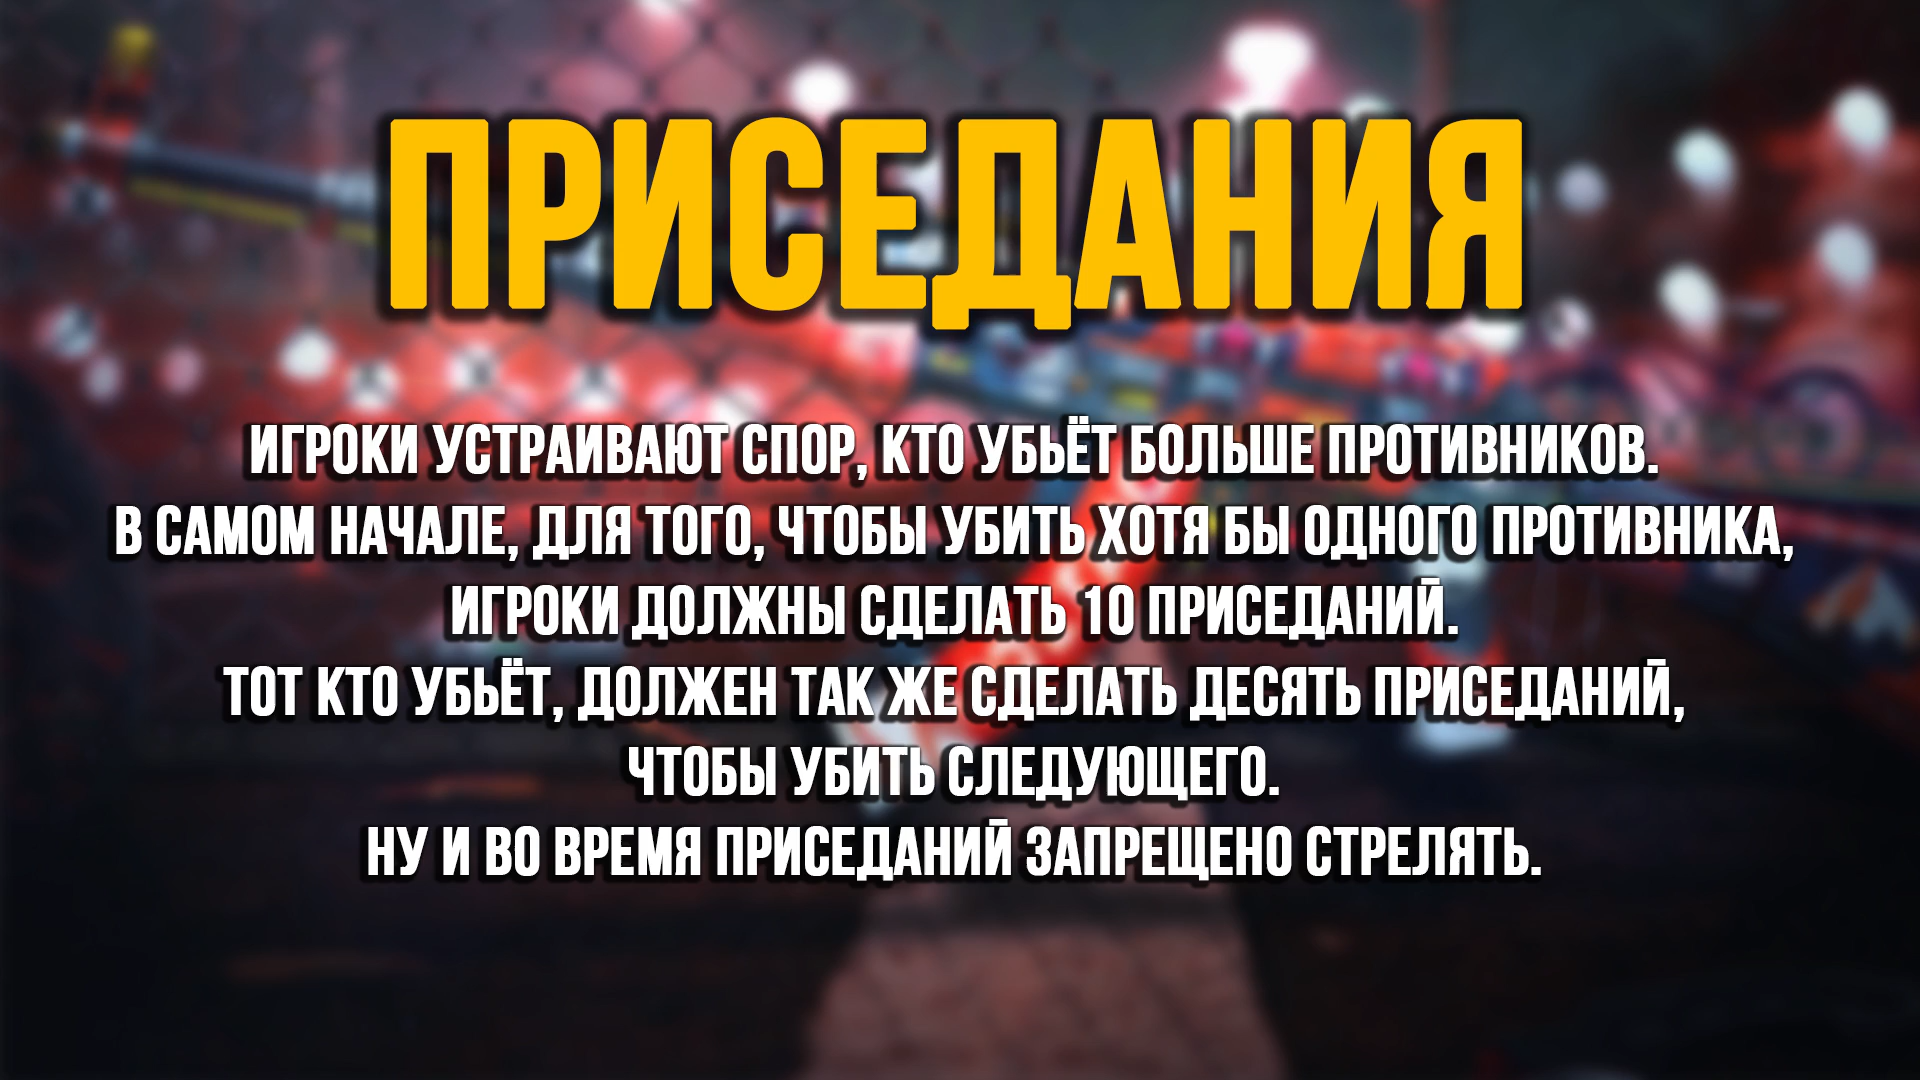 ПРИСЕДАНИЯ
ИГРОКИ УСТРАИВАЮТ СПОР, КТО УБЬЁТ БОЛЬШЕ ПРОТИВНИКОВ.
В САМОМ НАЧАЛЕ, ДЛЯ ТОГО, ЧТОБЫ УБИТЬ ХОТЯ БЫ ОДНОГО ПРОТИВНИКА,
ИГРОКИ ДОЛЖНЫ СДЕЛАТЬ 10 ПРИСЕДАНИЙ.
ТОТ КТО УБЬЁТ, ДОЛЖЕН ТАК ЖЕ СДЕЛАТЬ ДЕСЯТЬ ПРИСЕДАНИЙ,
ЧТОБЫ УБИТЬ СЛЕДУЮЩЕГО.
НУ И ВО ВРЕМЯ ПРИСЕДАНИЙ ЗАПРЕЩЕНО СТРЕЛЯТЬ.